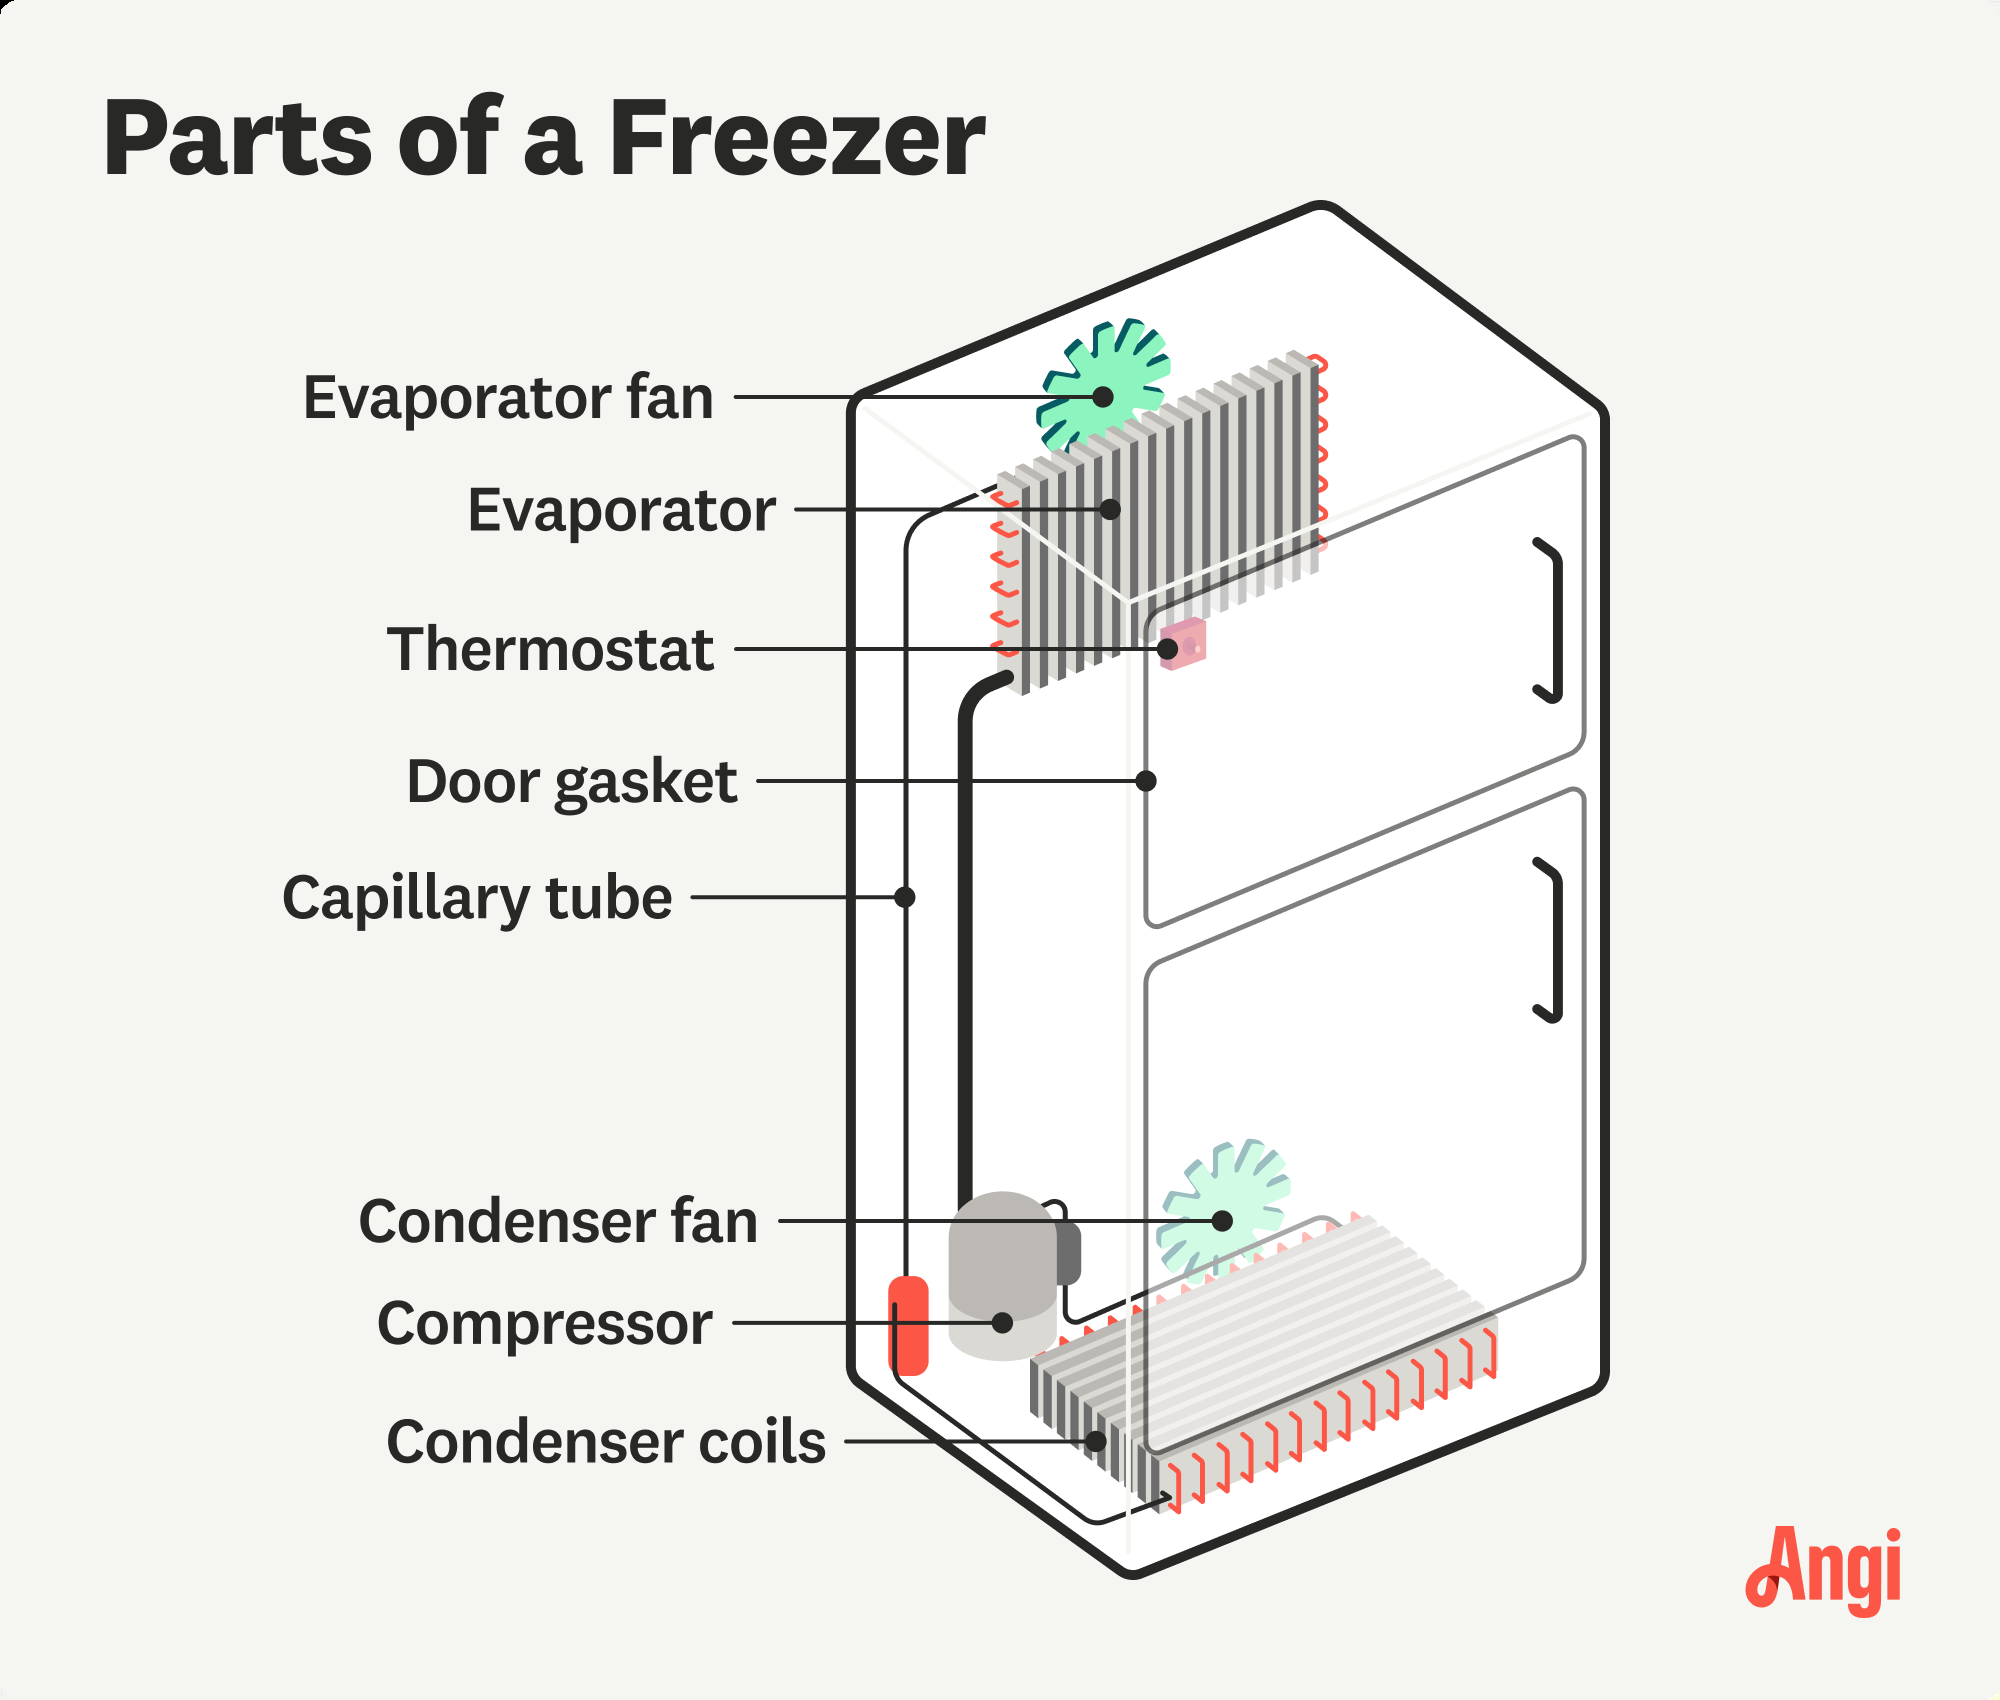 Parts of a Freezer
Evaporator fan
Evaporator
Thermostat
Door gasket
Capillary tube
Condenser fan
Compressor
Condenser coils
Angi